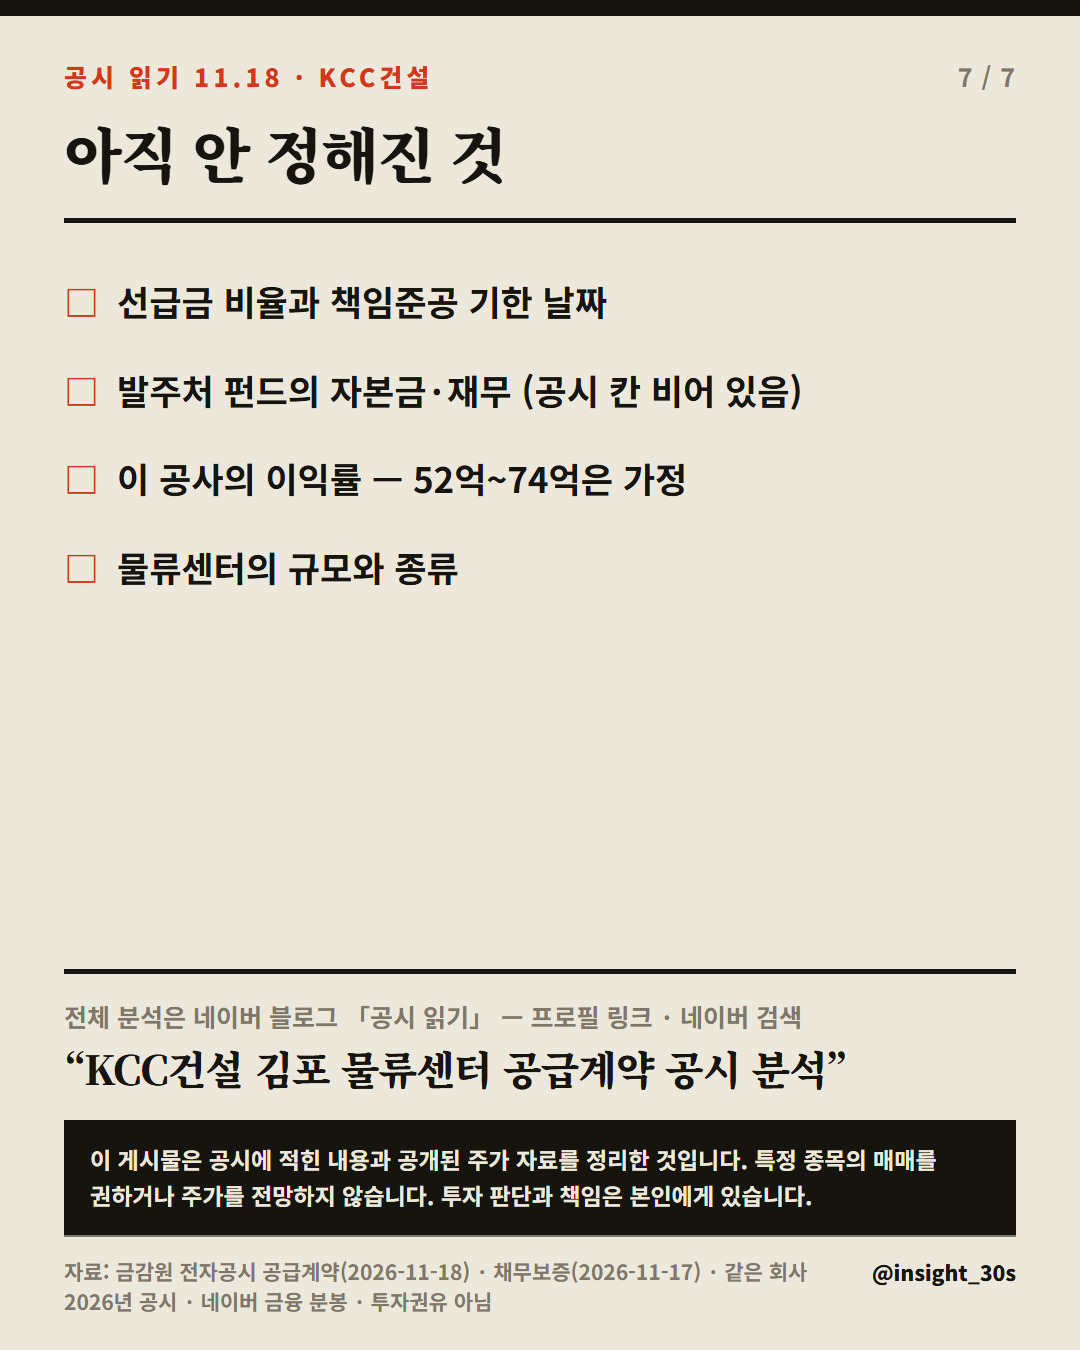 공시 읽기 11.18 · KCC건설
7 / 7
아직 안 정해진 것
□ 선급금 비율과 책임준공 기한 날짜
□ 발주처 펀드의 자본금·재무 (공시 칸 비어 있음)
□ 이 공사의 이익률 — 52억~74억은 가정
□ 물류센터의 규모와 종류
전체 분석은 네이버 블로그 「공시 읽기」 — 프로필 링크 · 네이버 검색
“KCC건설 김포 물류센터 공급계약 공시 분석”
이 게시물은 공시에 적힌 내용과 공개된 주가 자료를 정리한 것입니다. 특정 종목의 매매를
권하거나 주가를 전망하지 않습니다. 투자 판단과 책임은 본인에게 있습니다.
자료: 금감원 전자공시 공급계약(2026-11-18) · 채무보증(2026-11-17) · 같은 회사
2026년 공시 · 네이버 금융 분봉 · 투자권유 아님
@insight_30s